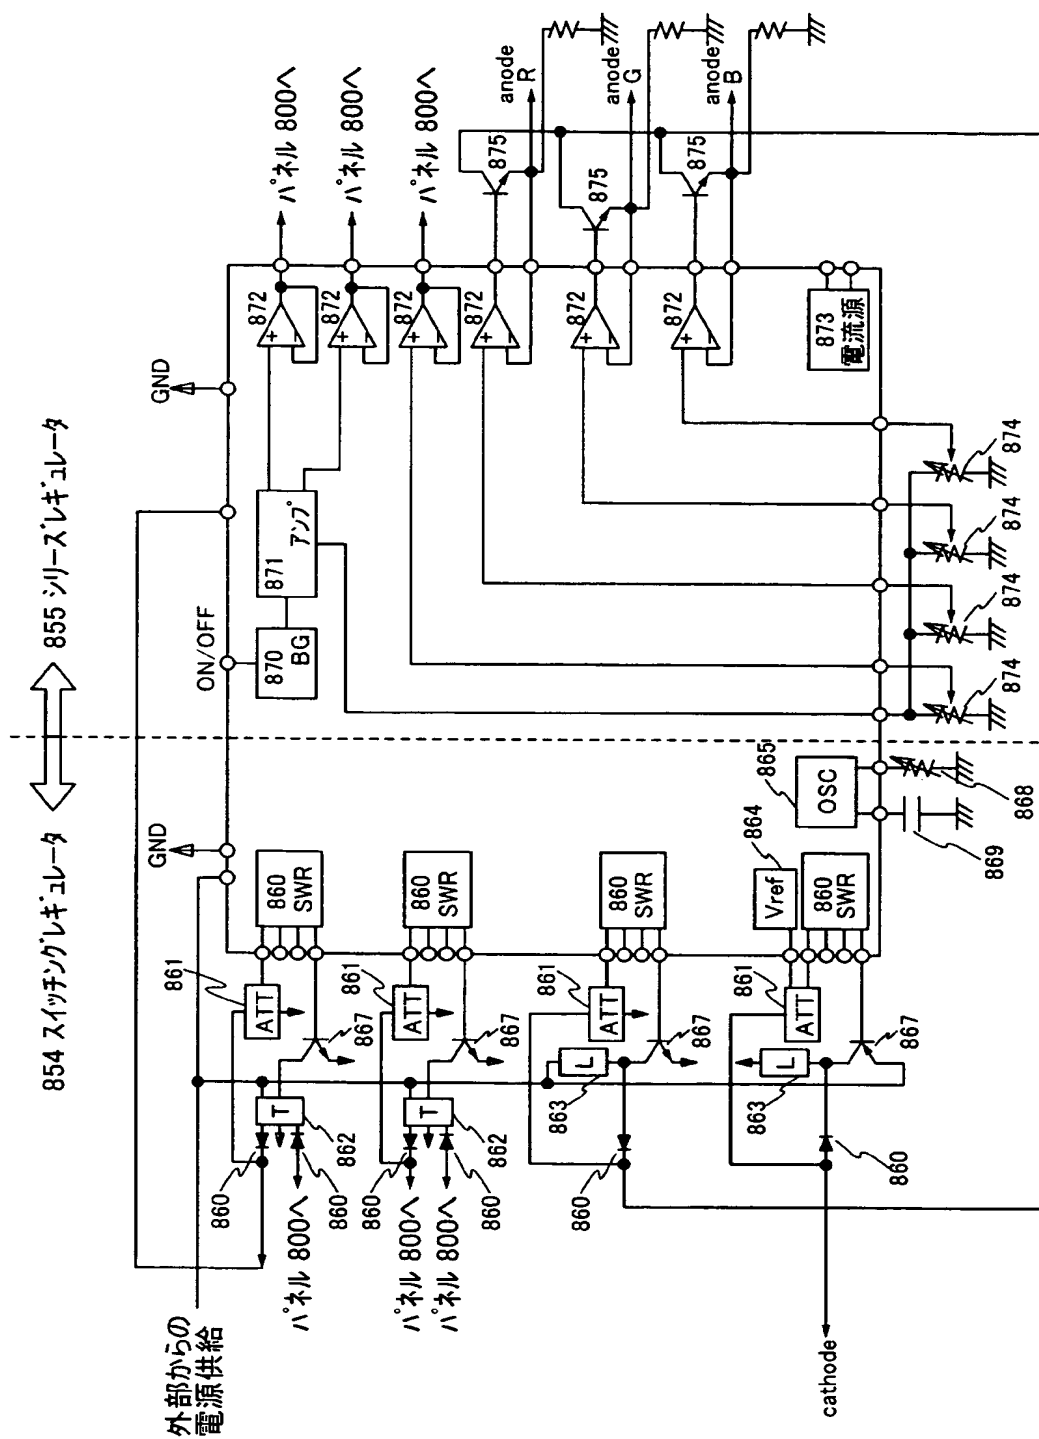 854 スイッチングレギュレータ
855 シリーズレギュレータ
外部からの
電源供給
GND
ON/OFF
GND
861
ATT
860
SWR
T
862
860
860
867
パネル 800へ
861
ATT
860
SWR
T
862
860
860
867
パネル 800へ
パネル 800へ
861
ATT
860
SWR
L
863
860
867
861
ATT
864
Vref
860
SWR
L
863
860
867
cathode
865
OSC
869
868
870
BG
871
アンプ
872
+
−
パネル 800へ
872
+
−
パネル 800へ
872
+
−
パネル 800へ
872
+
−
875
anode
R
872
+
−
875
anode
G
872
+
−
875
anode
B
873
電流源
874
874
874
874